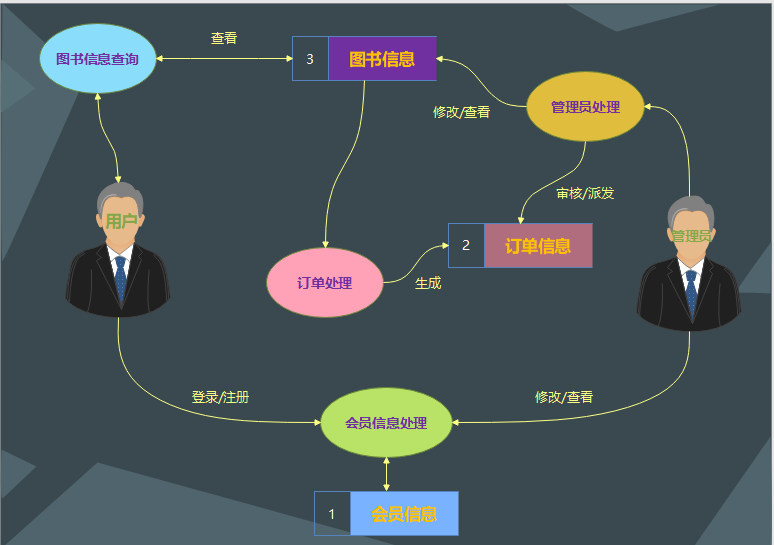 查看
图书信息查询
3
图书信息
管理员处理
修改/查看
审核/派发
用户
管理员
2
订单信息
订单处理
生成
登录/注册
修改/查看
会员信息处理
1
会员信息